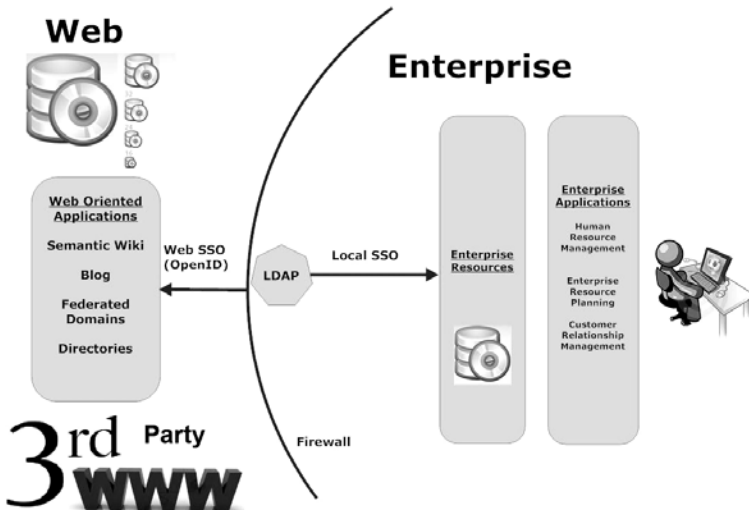 Web
Enterprise
Web Oriented
Applications
Semantic Wiki
Blog
Federated
Domains
Directories
Web SSO
(OpenID)
LDAP
Local SSO
Enterprise
Resources
Enterprise
Applications
Human
Resource
Management
Enterprise
Resource
Planning
Customer
Relationship
Management
Firewall
3rd Party
WWW